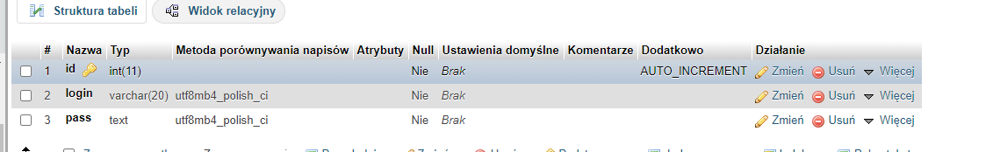 Struktura tabeli Widok relacyjny
# Nazwa Typ Metoda porównywania napisów Atrybuty Null Ustawienia domyślne Komentarze Dodatkowo Działanie
1 id int(11) Nie Brak AUTO_INCREMENT Zmień Usuń Więcej
2 login varchar(20) utf8mb4_polish_ci Nie Brak Zmień Usuń Więcej
3 pass text utf8mb4_polish_ci Nie Brak Zmień Usuń Więcej